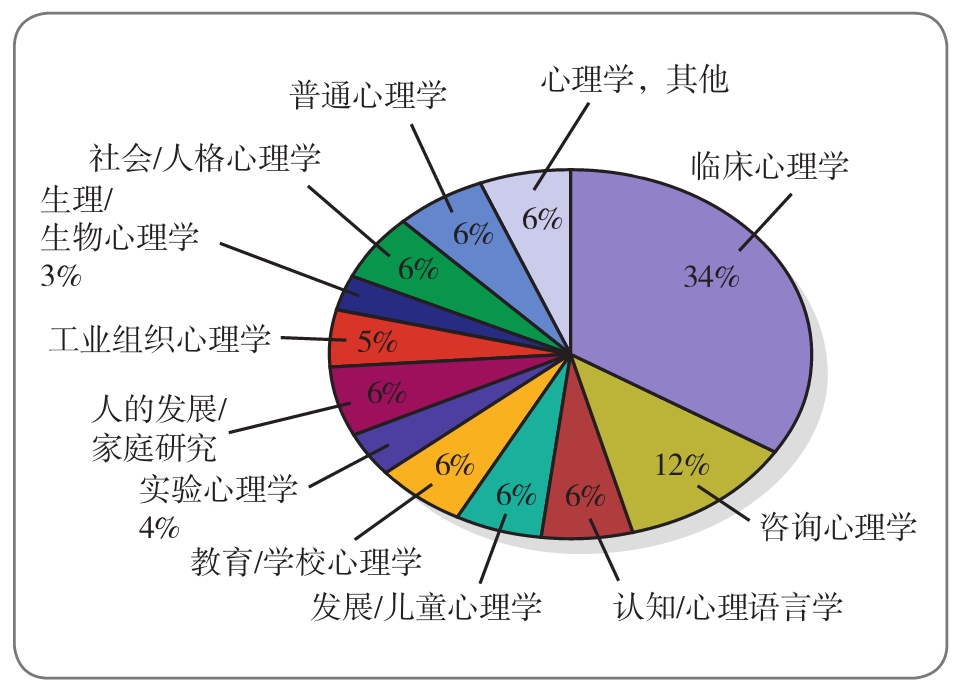 心理学，其他
6%
临床心理学
34%
咨询心理学
12%
认知/心理语言学
6%
发展/儿童心理学
6%
教育/学校心理学
6%
实验心理学
4%
人的发展/
家庭研究
6%
工业组织心理学
5%
生理/
生物心理学
3%
社会/人格心理学
6%
普通心理学
6%